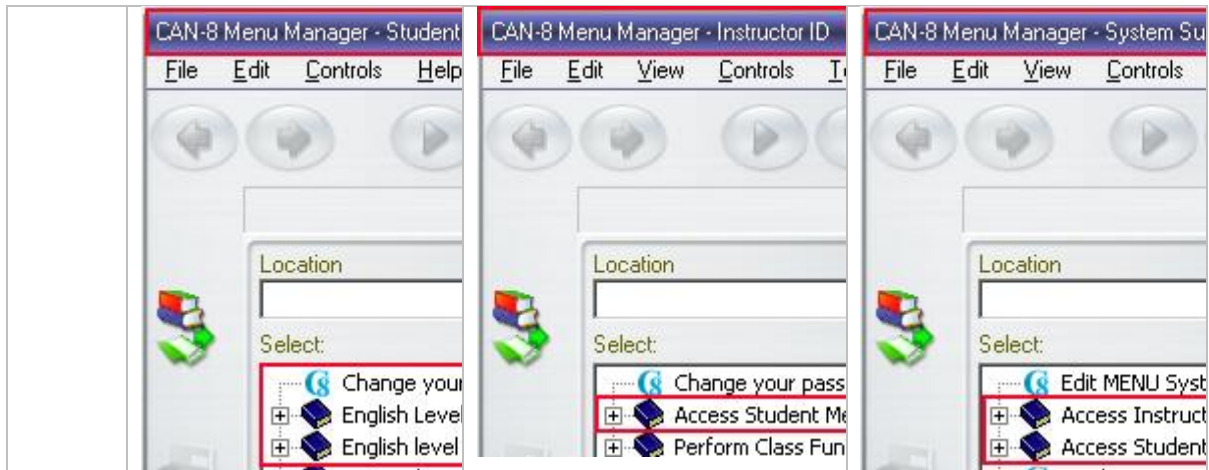 CAN-8 Menu Manager - Student
File Edit Controls Help
Location
Select:
Change your
English Level
English level
CAN-8 Menu Manager - Instructor ID
File Edit View Controls
Location
Select:
Change your pass
Access Student Me
Perform Class Fun
CAN-8 Menu Manager - System Su
File Edit View Controls
Location
Select:
Edit MENU Syst
Access Instruct
Access Student